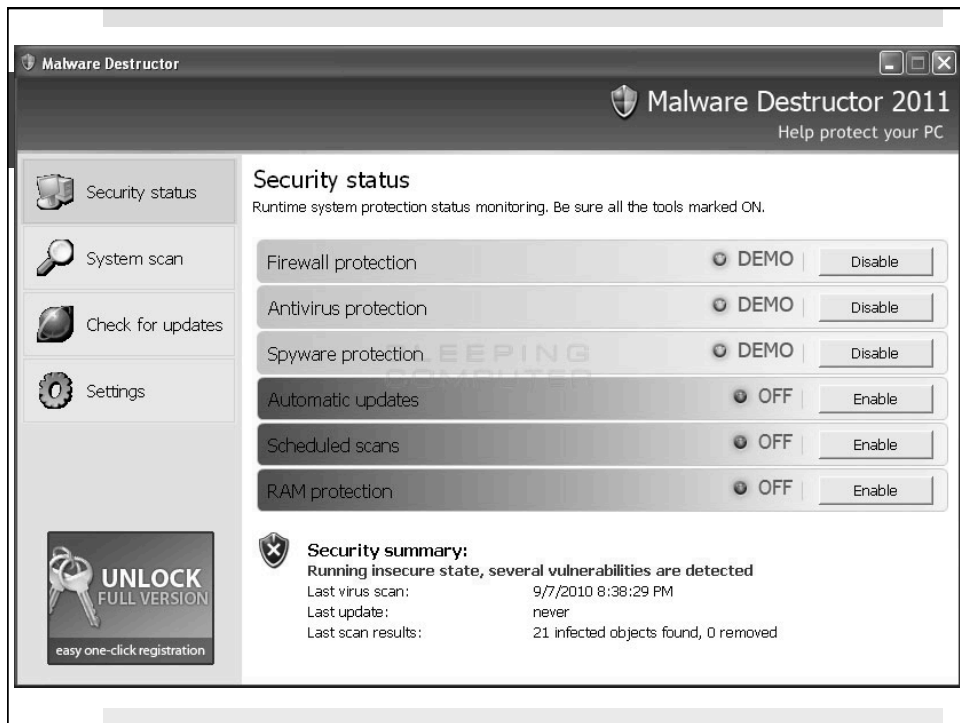 Malware Destructor
Malware Destructor 2011
Help protect your PC
Security status
System scan
Check for updates
Settings
UNLOCK
FULL VERSION
easy one-click registration
Security status
Runtime system protection status monitoring. Be sure all the tools marked ON.
Firewall protection DEMO Disable
Antivirus protection DEMO Disable
Spyware protection DEMO Disable
BLEEPING
COMPUTER
Automatic updates OFF Enable
Scheduled scans OFF Enable
RAM protection OFF Enable
Security summary:
Running insecure state, several vulnerabilities are detected
Last virus scan: 9/7/2010 8:38:29 PM
Last update: never
Last scan results: 21 infected objects found, 0 removed